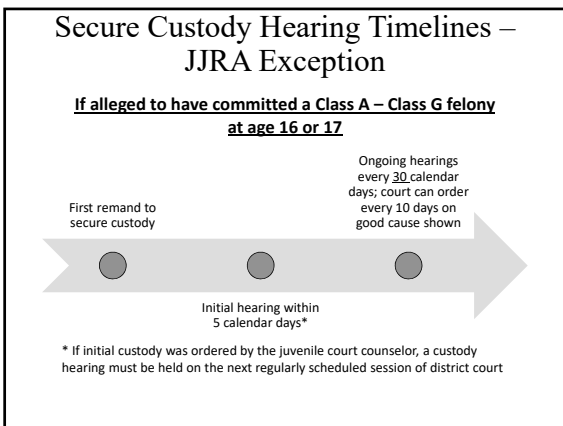 Secure Custody Hearing Timelines –
JJRA Exception
If alleged to have committed a Class A – Class G felony
at age 16 or 17
First remand to
secure custody
Initial hearing within
5 calendar days*
Ongoing hearings
every 30 calendar
days; court can order
every 10 days on
good cause shown
* If initial custody was ordered by the juvenile court counselor, a custody
hearing must be held on the next regularly scheduled session of district court